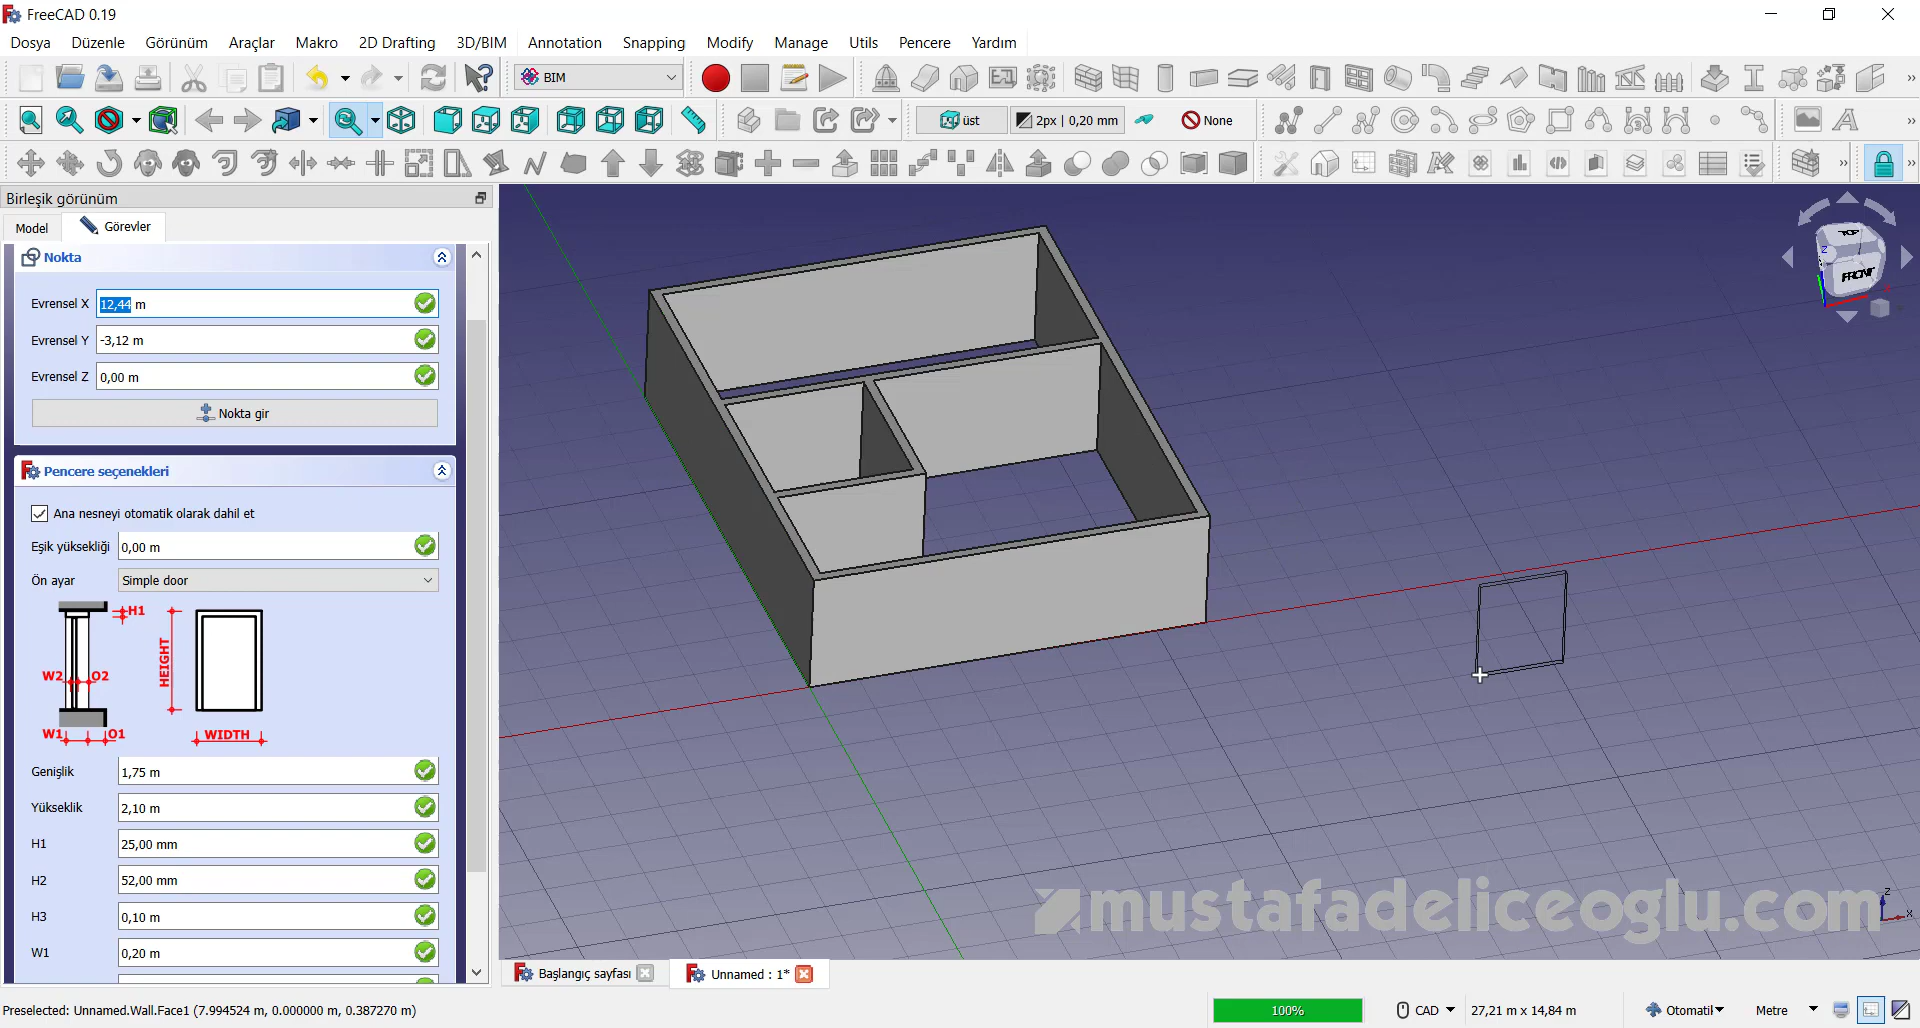 FreeCAD 0.19
Dosya Düzenle Görünüm Araçlar Makro 2D Drafting 3D/BIM Annotation Snapping Modify Manage Utils Pencere Yardım
BIM
üst 2px | 0,20 mm None
Birleşik görünüm
Model Görevler
Nokta
Evrensel X 12,44 m
Evrensel Y -3,12 m
Evrensel Z 0,00 m
Nokta gir
Pencere seçenekleri
Ana nesneyi otomatik olarak dahil et
Eşik yüksekliği 0,00 m
Ön ayar Simple door
H1
HEIGHT
W2 O2
W1 O1 WIDTH
Genişlik 1,75 m
Yükseklik 2,10 m
H1 25,00 mm
H2 52,00 mm
H3 0,10 m
W1 0,20 m
TOP
Z
FRONT
X
mustafadeliceoglu.com
Z
X
Başlangıç sayfası Unnamed : 1*
Preselected: Unnamed.Wall.Face1 (7.994524 m, 0.000000 m, 0.387270 m) 100% CAD 27,21 m x 14,84 m Otomatil Metre